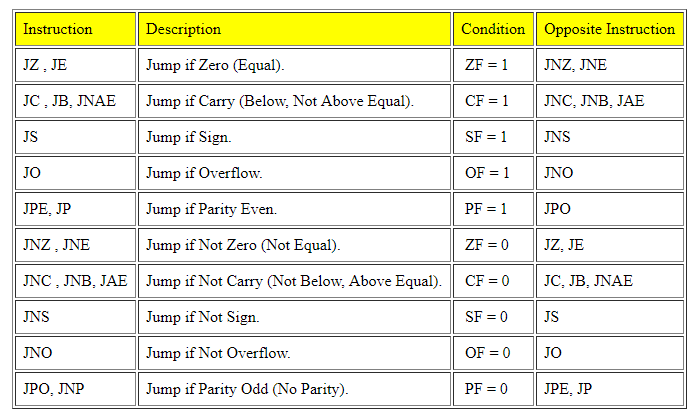 Instruction Description Condition Opposite Instruction
JZ , JE Jump if Zero (Equal). ZF = 1 JNZ, JNE
JC , JB, JNAE Jump if Carry (Below, Not Above Equal). CF = 1 JNC, JNB, JAE
JS Jump if Sign. SF = 1 JNS
JO Jump if Overflow. OF = 1 JNO
JPE, JP Jump if Parity Even. PF = 1 JPO
JNZ , JNE Jump if Not Zero (Not Equal). ZF = 0 JZ, JE
JNC , JNB, JAE Jump if Not Carry (Not Below, Above Equal). CF = 0 JC, JB, JNAE
JNS Jump if Not Sign. SF = 0 JS
JNO Jump if Not Overflow. OF = 0 JO
JPO, JNP Jump if Parity Odd (No Parity). PF = 0 JPE, JP